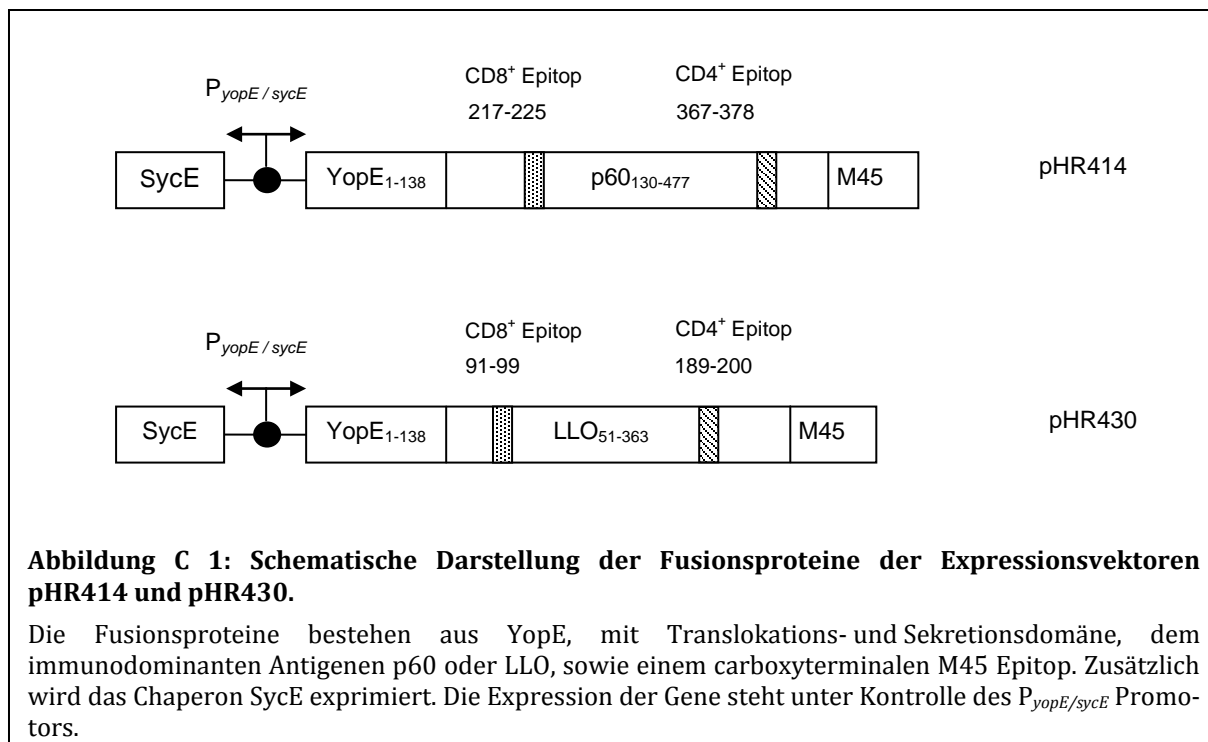 P yopE / sycE
CD8+ Epitop
CD4+ Epitop
217-225
367-378
SycE
YopE1-138
p60130-477
M45
pHR414
P yopE / sycE
CD8+ Epitop
CD4+ Epitop
91-99
189-200
SycE
YopE1-138
LLO51-363
M45
pHR430
Abbildung C 1: Schematische Darstellung der Fusionsproteine der Expressionsvektoren
pHR414 und pHR430.
Die Fusionsproteine bestehen aus YopE, mit Translokations- und Sekretionsdomäne, dem
immunodominanten Antigenen p60 oder LLO, sowie einem carboxyterminalen M45 Epitop. Zusätzlich
wird das Chaperon SycE exprimiert. Die Expression der Gene steht unter Kontrolle des PyopE/sycE Promo-
tors.